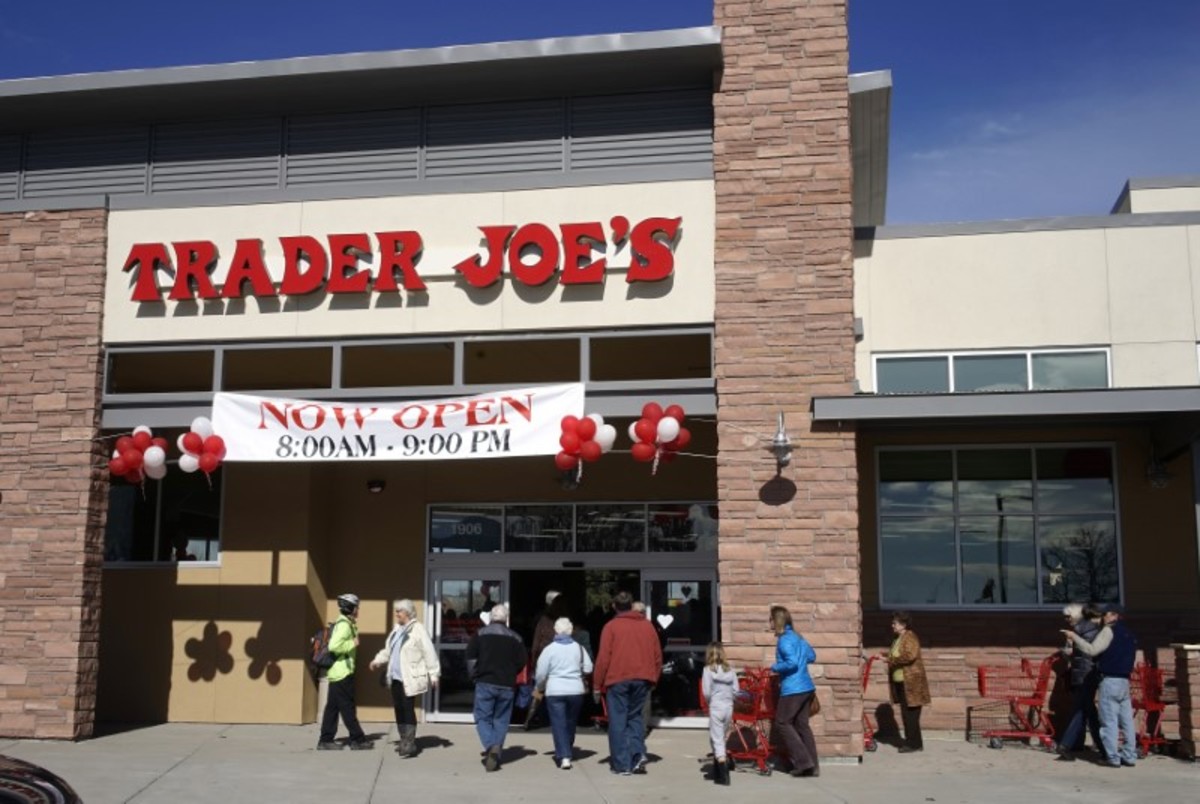 TRADER JOE'S
NOW OPEN
8:00AM - 9:00 PM
1906